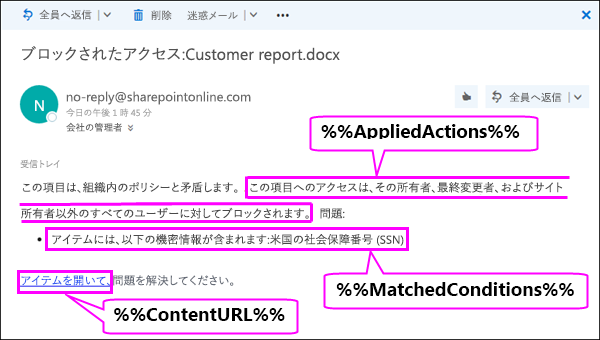 全員へ返信 削除 迷惑メール ••• ×
ブロックされたアクセス:Customer report.docx
N
no-reply@sharepointonline.com
全員へ返信
今日の午後 1 時 45 分
会社の管理者
%%AppliedActions%%
受信トレイ
この項目は、組織内のポリシーと矛盾します。 この項目へのアクセスは、その所有者、最終変更者、およびサイト
所有者以外のすべてのユーザーに対してブロックされます。 問題:
• アイテムには、以下の機密情報が含まれます:米国の社会保障番号 (SSN)
アイテムを開いて、問題を解決してください。
%%MatchedConditions%%
%%ContentURL%%